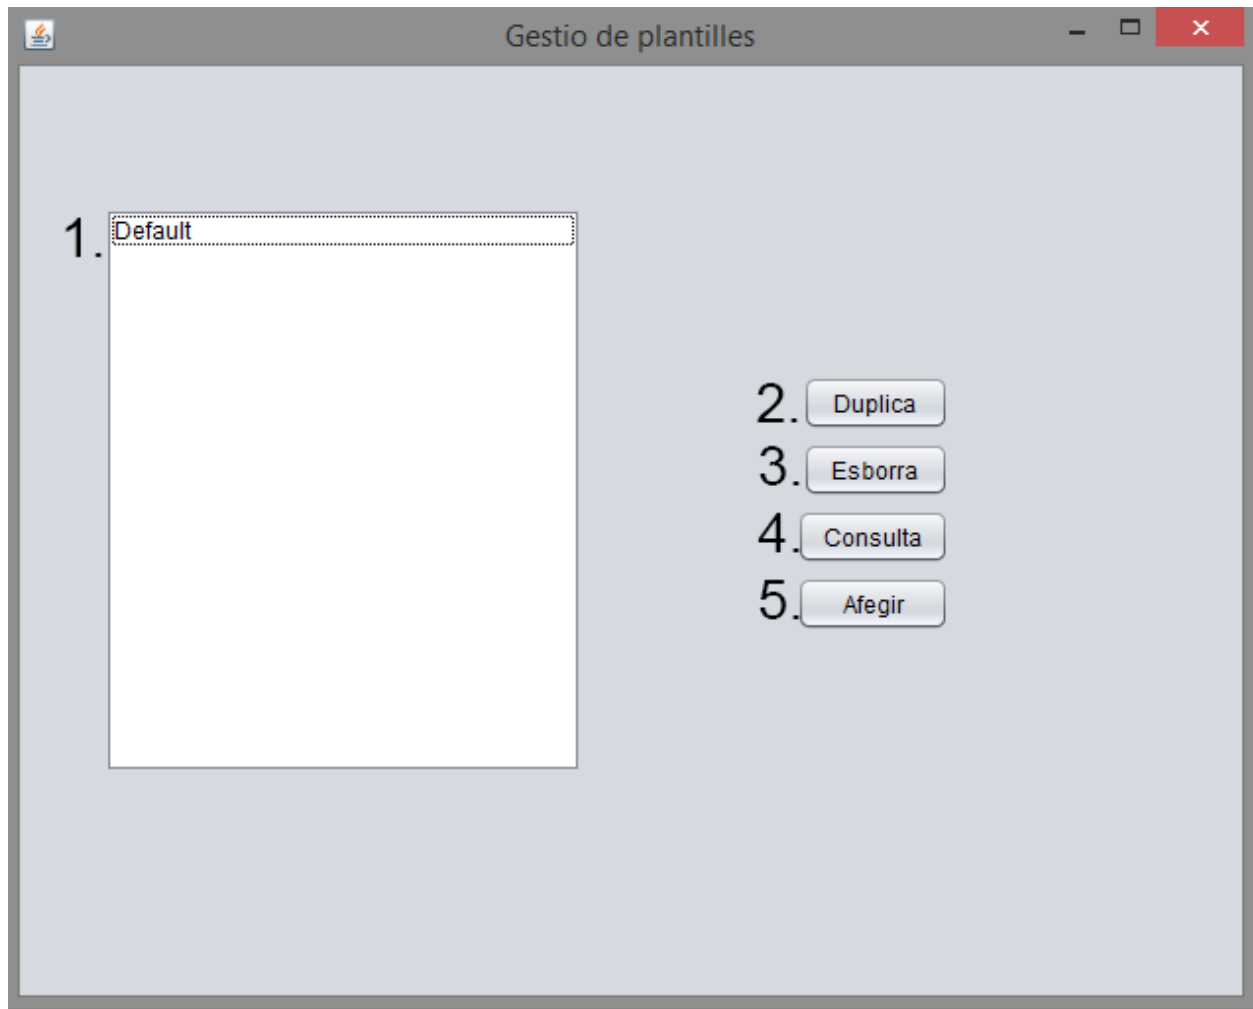 Gestio de plantilles
1. Default
2. Duplica
3. Esborra
4. Consulta
5. Afegir